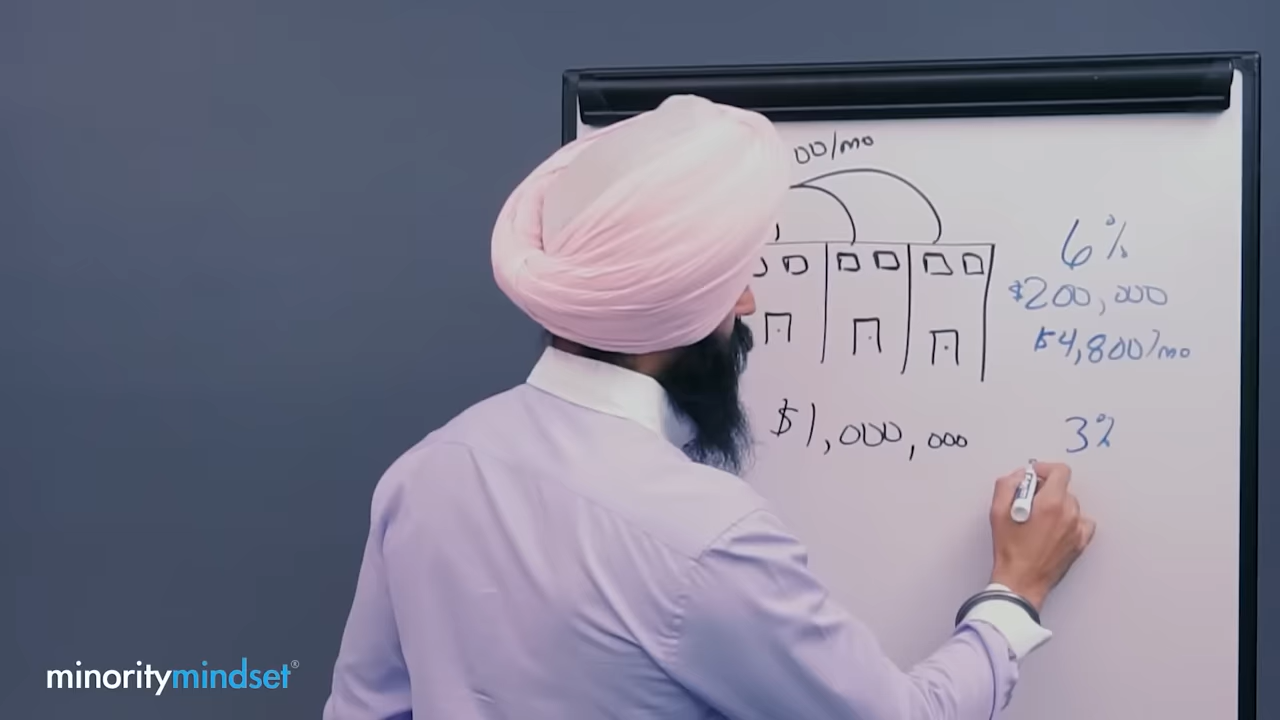 00/mo
6%
$200,000
$4,800/mo
$1,000,000
3%
minoritymindset®